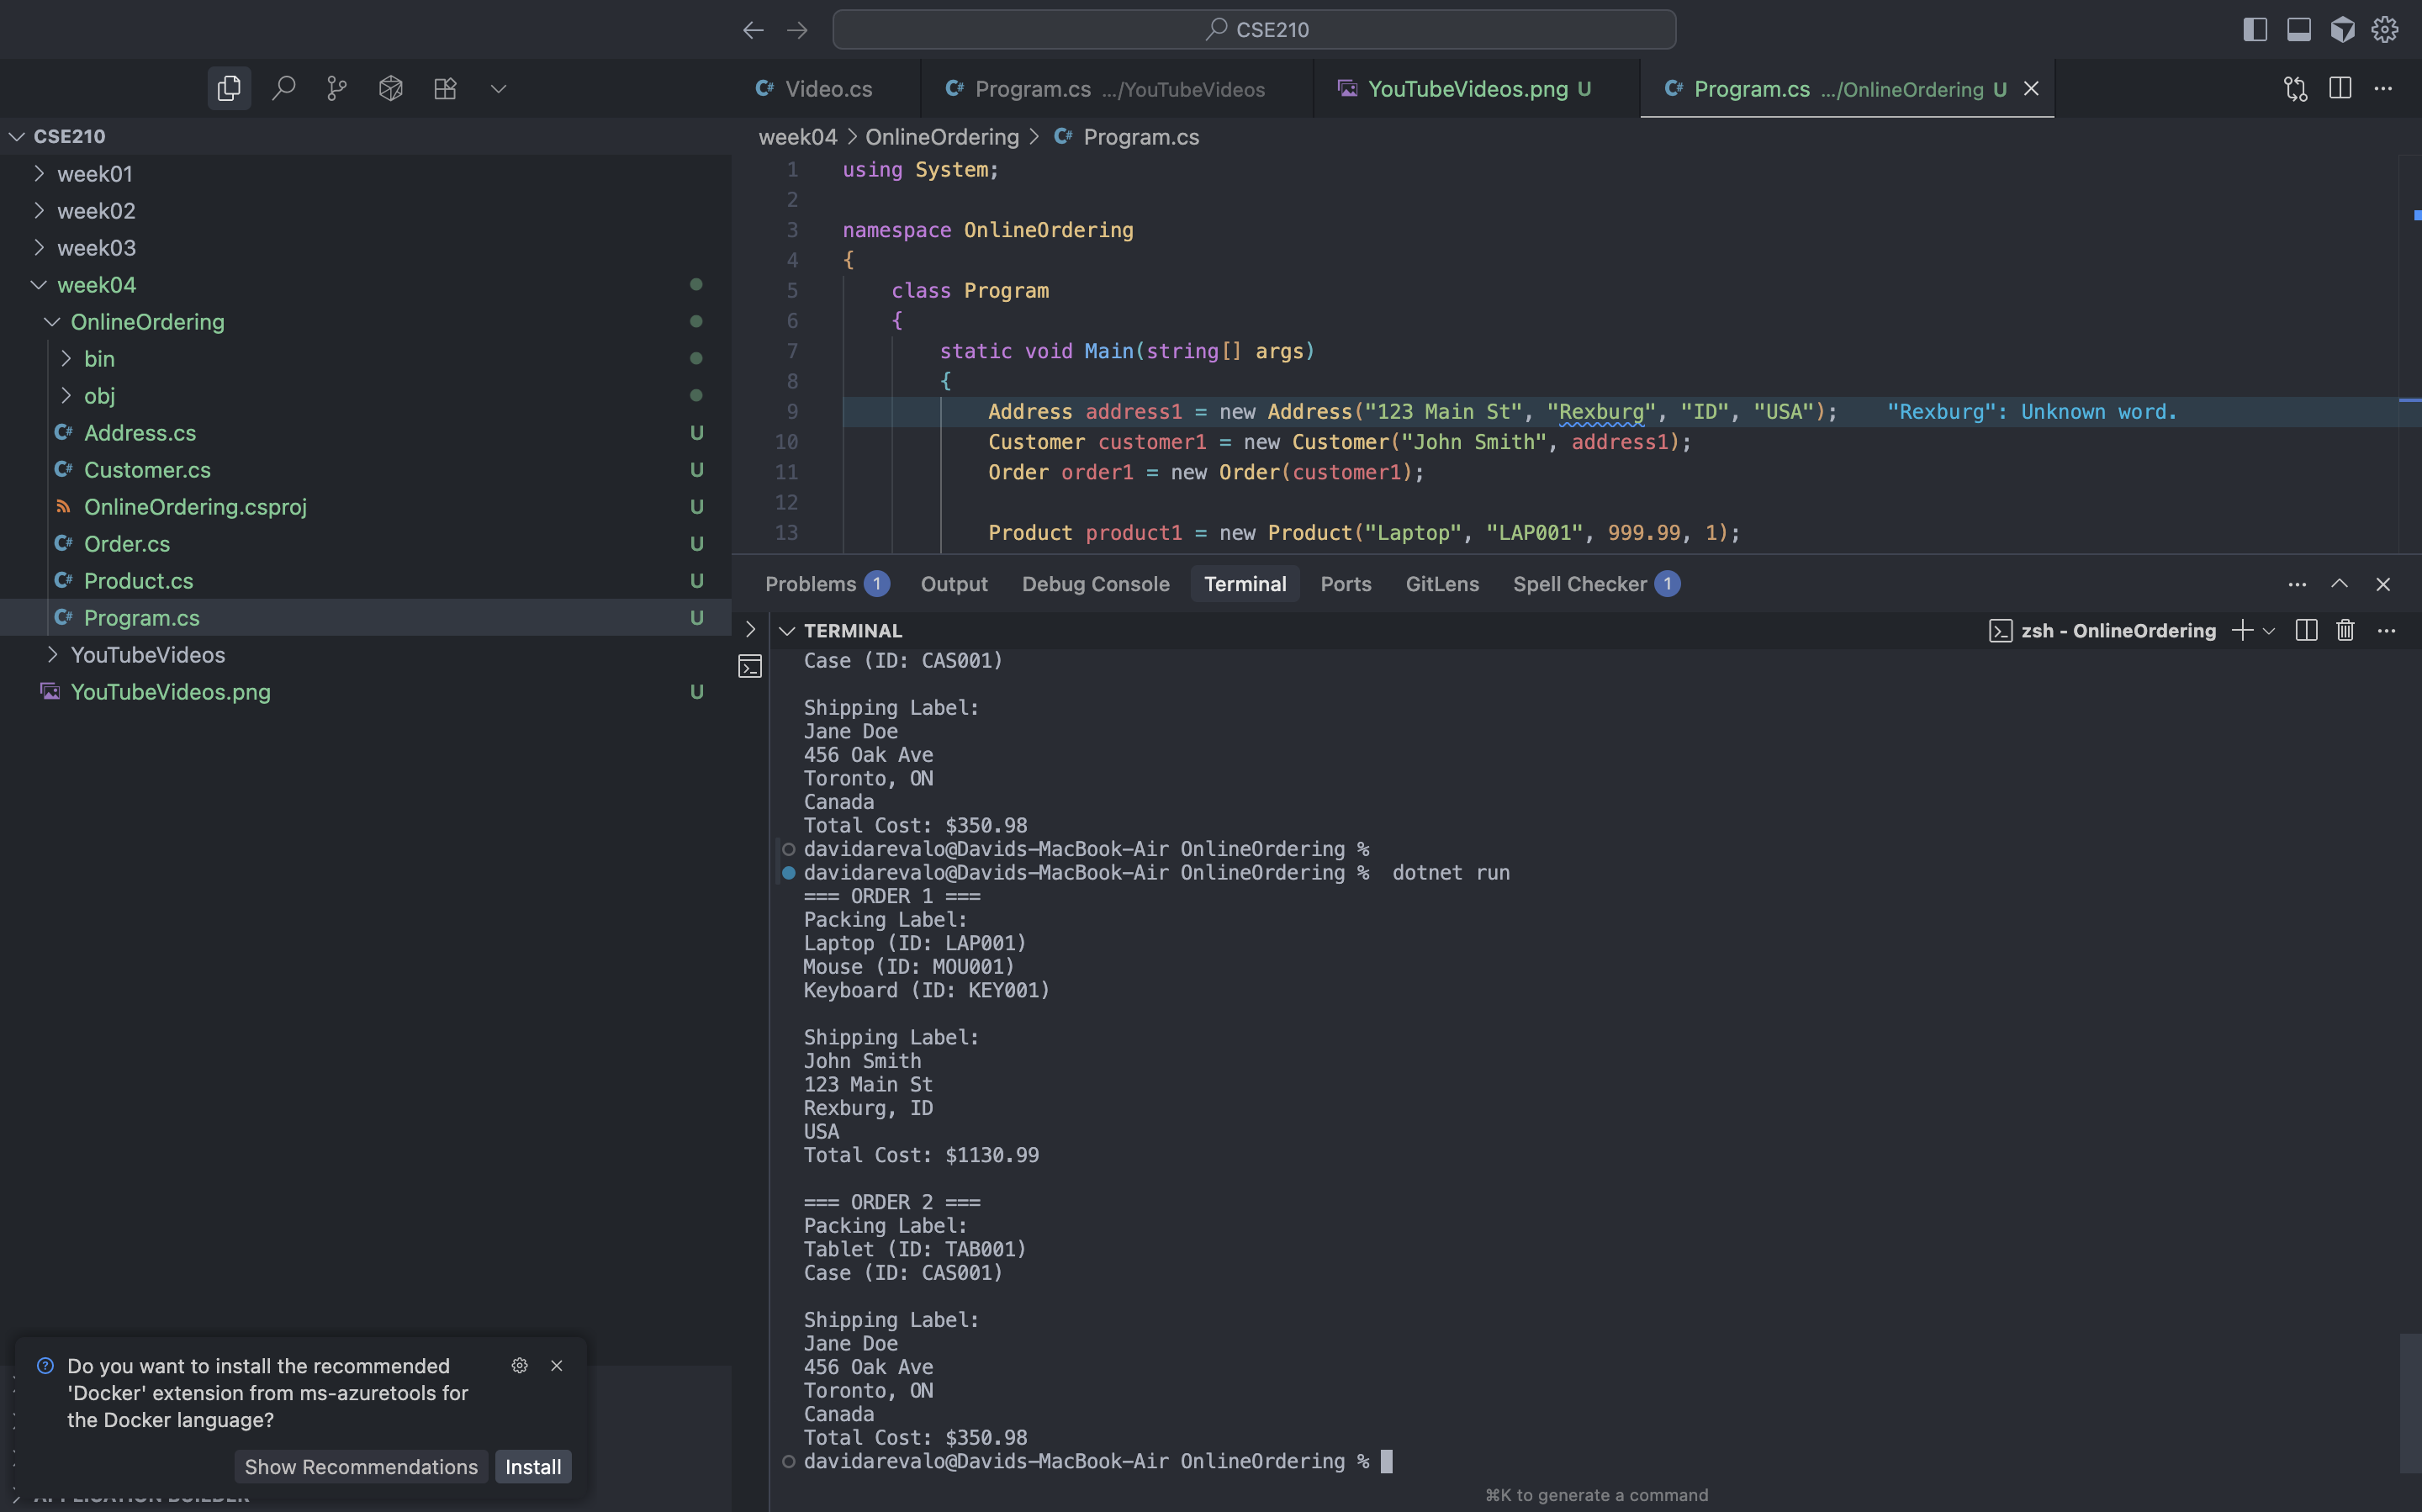 CSE210
Video.cs
Program.cs .../YouTubeVideos
YouTubeVideos.png U
Program.cs .../OnlineOrdering U
CSE210
week01
week02
week03
week04
OnlineOrdering
bin
obj
Address.cs U
Customer.cs U
OnlineOrdering.csproj U
Order.cs U
Product.cs U
Program.cs U
YouTubeVideos
YouTubeVideos.png U
week04 > OnlineOrdering > Program.cs
1 using System;
2
3 namespace OnlineOrdering
4 {
5 class Program
6 {
7 static void Main(string[] args)
8 {
9 Address address1 = new Address("123 Main St", "Rexburg", "ID", "USA"); "Rexburg": Unknown word.
10 Customer customer1 = new Customer("John Smith", address1);
11 Order order1 = new Order(customer1);
12
13 Product product1 = new Product("Laptop", "LAP001", 999.99, 1);
Problems 1 Output Debug Console Terminal Ports GitLens Spell Checker 1
TERMINAL
zsh - OnlineOrdering
Case (ID: CAS001)
Shipping Label:
Jane Doe
456 Oak Ave
Toronto, ON
Canada
Total Cost: $350.98
davidarevalo@Davids-MacBook-Air OnlineOrdering %
davidarevalo@Davids-MacBook-Air OnlineOrdering % dotnet run
=== ORDER 1 ===
Packing Label:
Laptop (ID: LAP001)
Mouse (ID: MOU001)
Keyboard (ID: KEY001)
Shipping Label:
John Smith
123 Main St
Rexburg, ID
USA
Total Cost: $1130.99
=== ORDER 2 ===
Packing Label:
Tablet (ID: TAB001)
Case (ID: CAS001)
Shipping Label:
Jane Doe
456 Oak Ave
Toronto, ON
Canada
Total Cost: $350.98
davidarevalo@Davids-MacBook-Air OnlineOrdering %
⌘K to generate a command
Do you want to install the recommended
'Docker' extension from ms-azuretools for
the Docker language?
Show Recommendations
Install
APPLICATION BUILDER